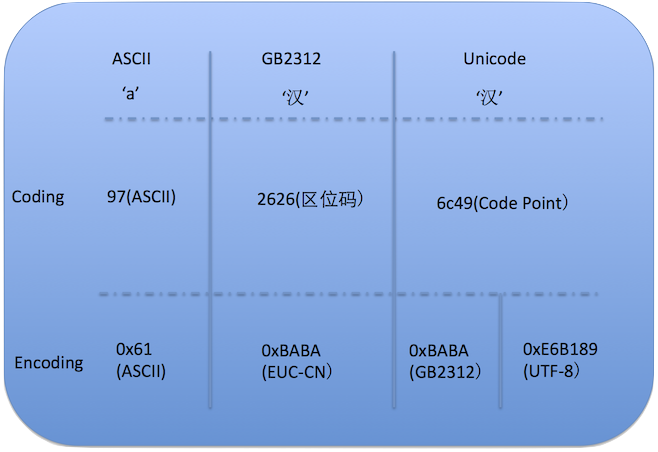 ASCII GB2312 Unicode
‘a’ ‘汉’ ‘汉’
Coding 97(ASCII) 2626(区位码) 6c49(Code Point)
Encoding 0x61 0xBABA 0xBABA 0xE6B189
(ASCII) (EUC-CN) (GB2312) (UTF-8)